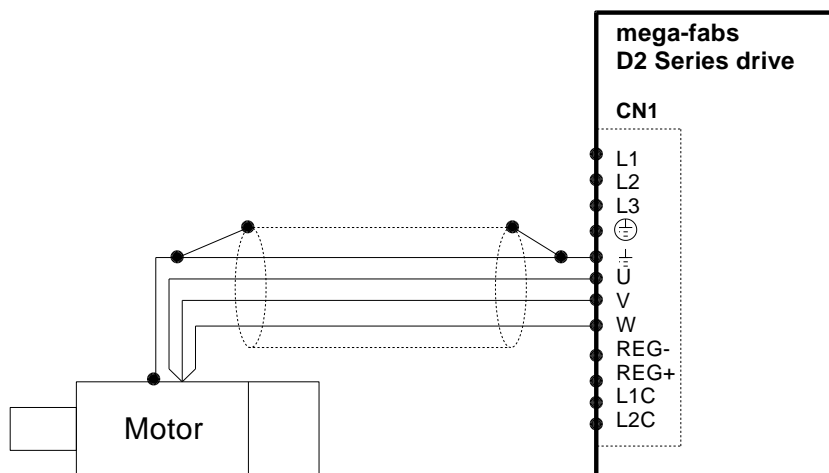 mega-fabs
D2 Series drive
CN1
L1
L2
L3
U
V
W
REG-
REG+
L1C
L2C
Motor